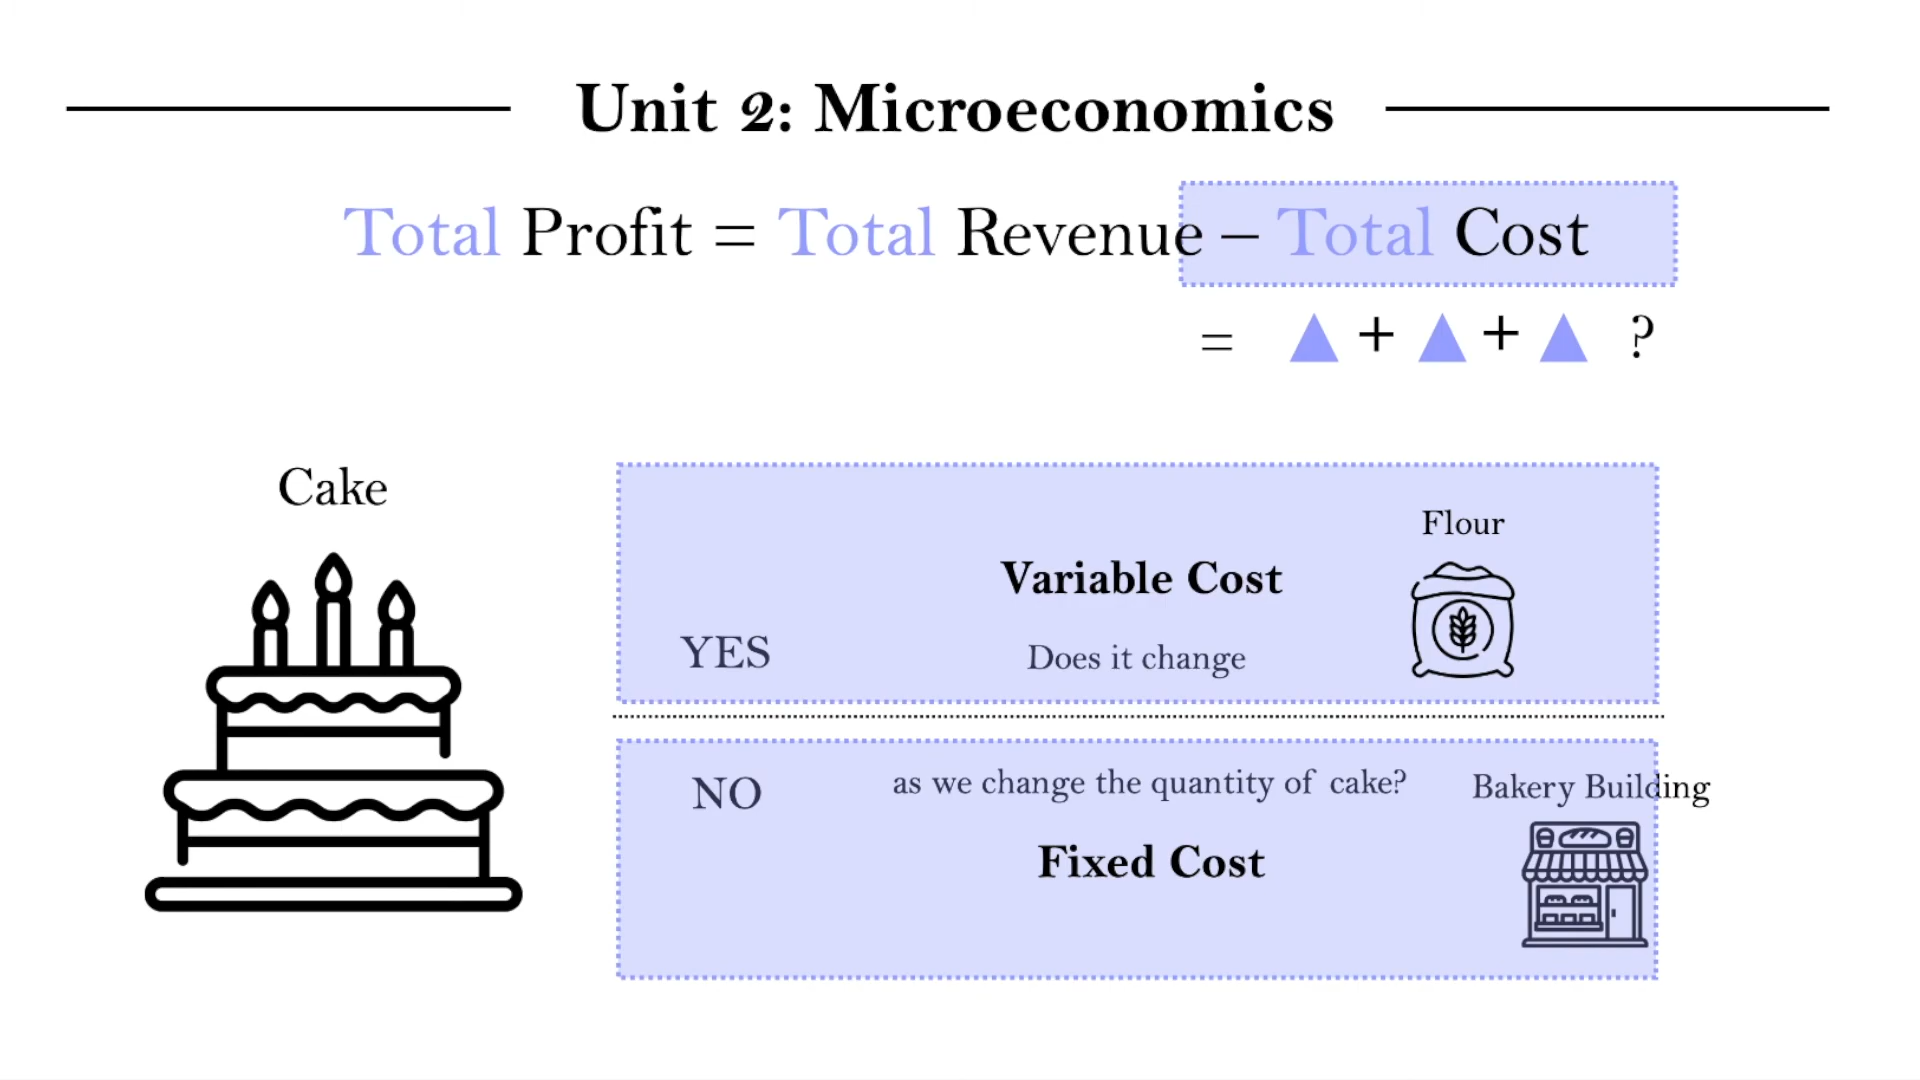 Unit 2: Microeconomics
Total Profit = Total Revenue – Total Cost
= ▲ + ▲ + ▲ ?
Cake
Flour
Variable Cost
YES
Does it change
NO
as we change the quantity of cake?
Bakery Building
Fixed Cost